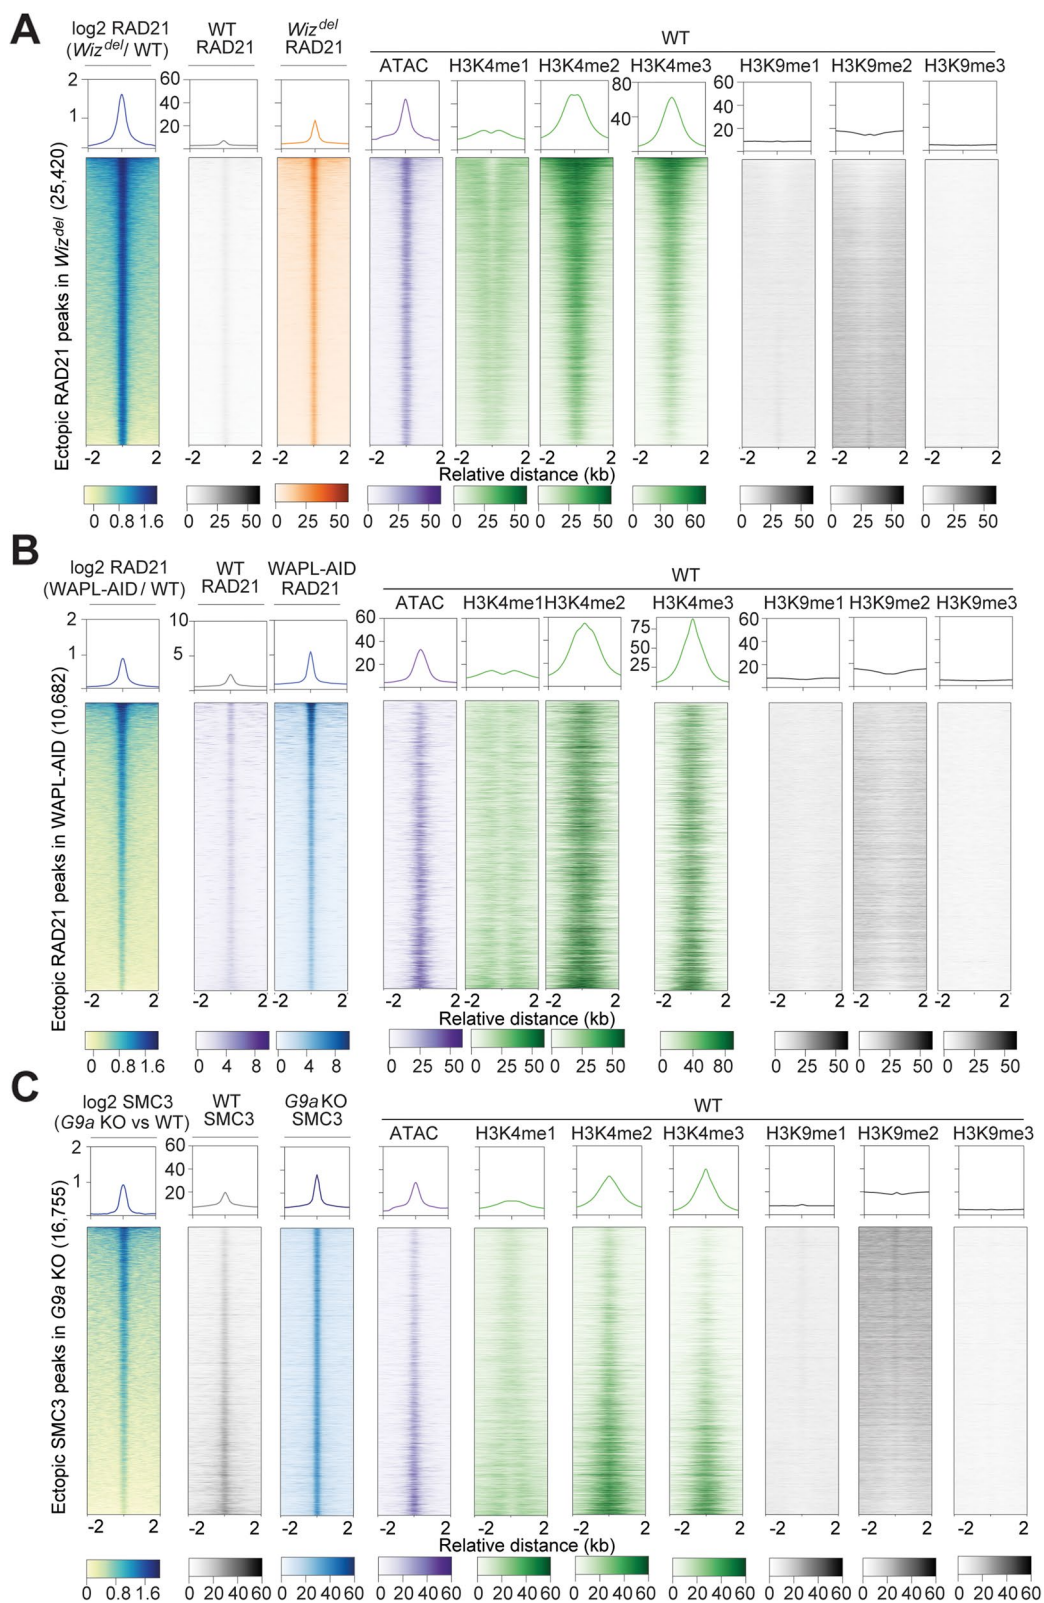 A
log2 RAD21
(Wizdel/ WT)
WT
RAD21
Wizdel
RAD21
WT
ATAC
H3K4me1
H3K4me2
H3K4me3
H3K9me1
H3K9me2
H3K9me3
2
1
60
40
20
80
40
60
40
20
Ectopic RAD21 peaks in Wizdel (25,420)
-2 2
-2 2
-2 2
-2 2
-2 2
-2 2
-2 2
-2 2
-2 2
-2 2
Relative distance (kb)
0 0.8 1.6
0 25 50
0 25 50
0 25 50
0 25 50
0 25 50
0 30 60
0 25 50
0 25 50
0 25 50
B
log2 RAD21
(WAPL-AID / WT)
WT
RAD21
WAPL-AID
RAD21
WT
ATAC
H3K4me1
H3K4me2
H3K4me3
H3K9me1
H3K9me2
H3K9me3
2
1
10
5
60
40
20
75
50
25
60
40
20
Ectopic RAD21 peaks in WAPL-AID (10,682)
-2 2
-2 2
-2 2
-2 2
-2 2
-2 2
-2 2
-2 2
-2 2
-2 2
Relative distance (kb)
0 0.8 1.6
0 4 8
0 4 8
0 25 50
0 25 50
0 25 50
0 40 80
0 25 50
0 25 50
0 25 50
C
log2 SMC3
(G9a KO vs WT)
WT
SMC3
G9a KO
SMC3
WT
ATAC
H3K4me1
H3K4me2
H3K4me3
H3K9me1
H3K9me2
H3K9me3
2
1
60
40
20
Ectopic SMC3 peaks in G9a KO (16,755)
-2 2
-2 2
-2 2
-2 2
-2 2
-2 2
-2 2
-2 2
-2 2
-2 2
Relative distance (kb)
0 0.8 1.6
0 20 40 60
0 20 40 60
0 20 40 60
0 20 40 60
0 20 40 60
0 20 40 60
0 20 40 60
0 20 40 60
0 20 40 60